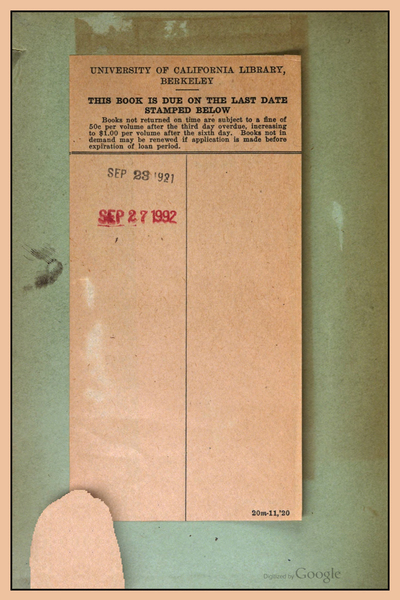 UNIVERSITY OF CALIFORNIA LIBRARY,
BERKELEY
THIS BOOK IS DUE ON THE LAST DATE
STAMPED BELOW
Books not returned on time are subject to a fine of
50c per volume after the third day overdue, increasing
to $1.00 per volume after the sixth day. Books not in
demand may be renewed if application is made before
expiration of loan period.
SEP 23 1921
SEP 27 1992
20m-11,'20
Digitized by Google